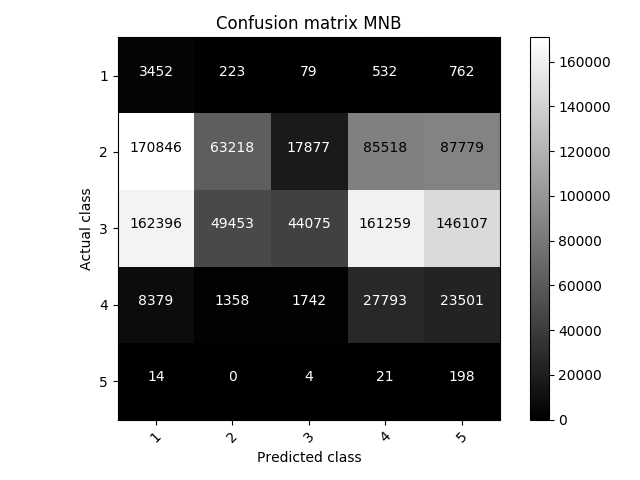 Confusion matrix MNB
1 3452 223 79 532 762
2 170846 63218 17877 85518 87779
3 162396 49453 44075 161259 146107
4 8379 1358 1742 27793 23501
5 14 0 4 21 198
1 2 3 4 5
Actual class
Predicted class
160000
140000
120000
100000
80000
60000
40000
20000
0